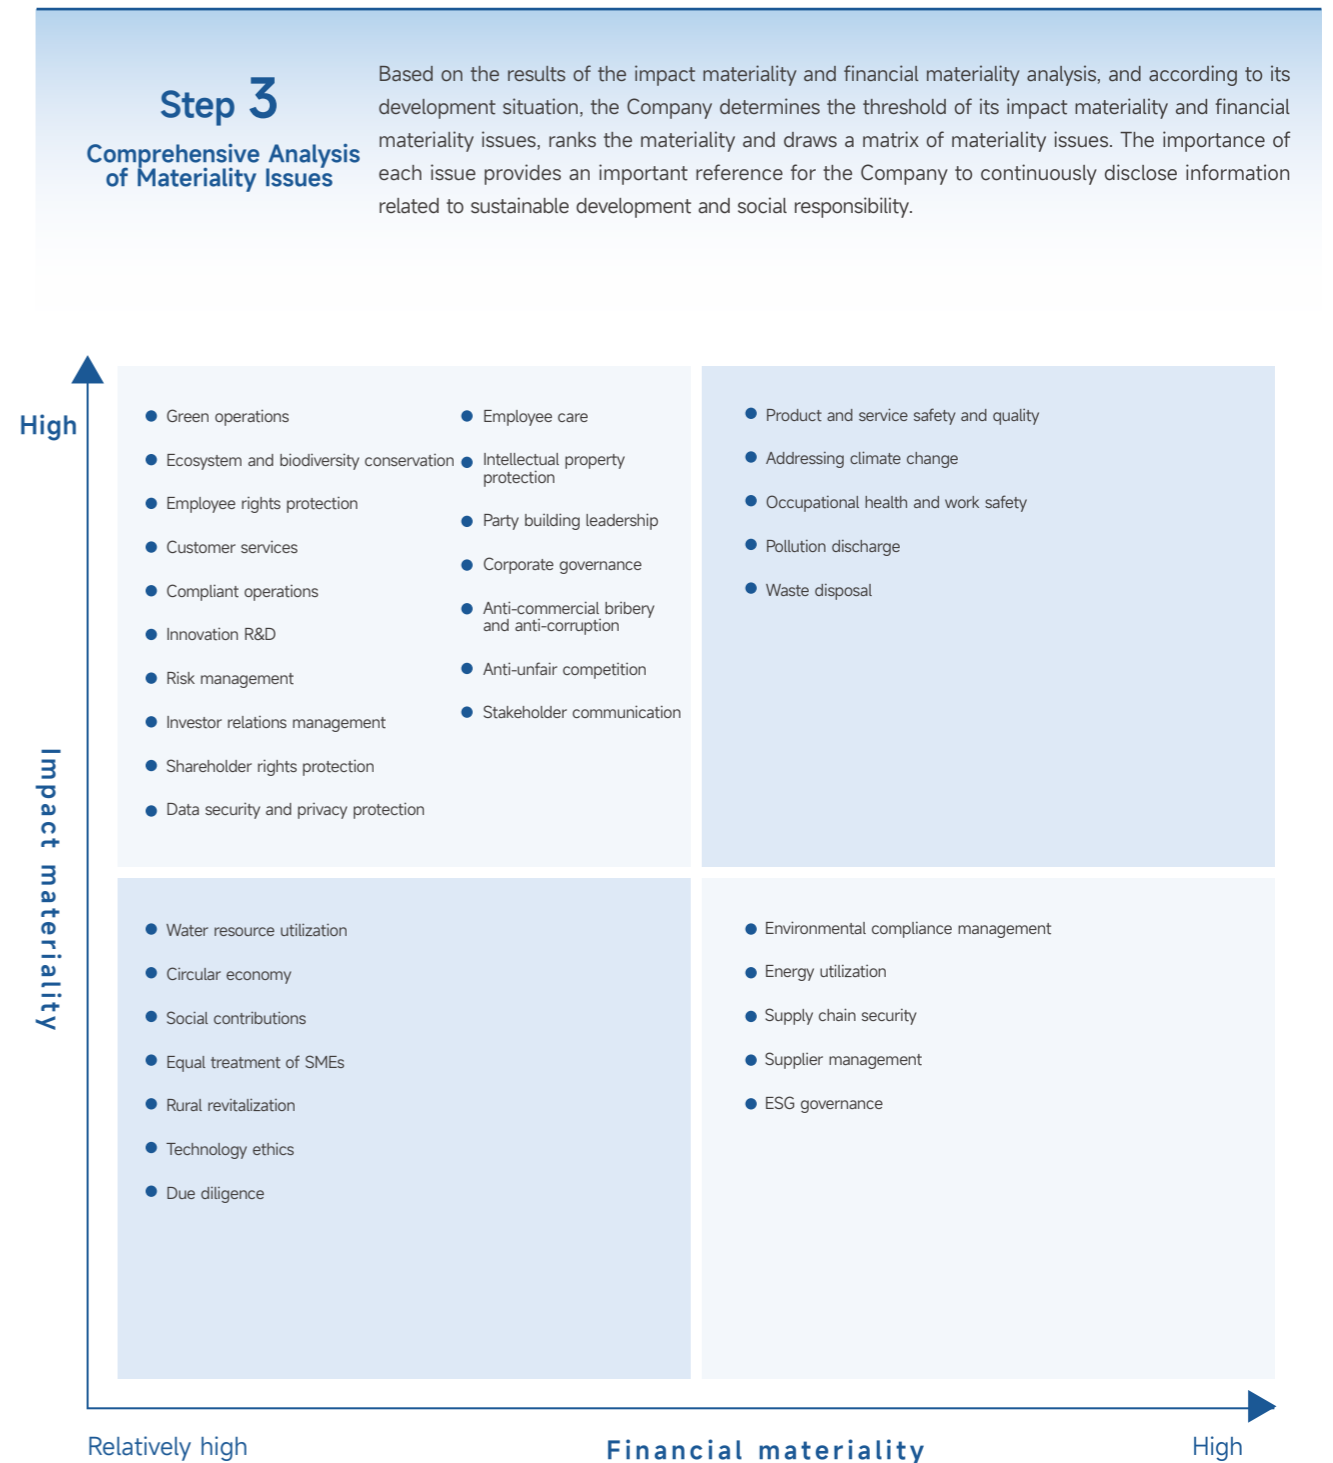 Step 3
Comprehensive Analysis
of Materiality Issues
Based on the results of the impact materiality and financial materiality analysis, and according to its
development situation, the Company determines the threshold of its impact materiality and financial
materiality issues, ranks the materiality and draws a matrix of materiality issues. The importance of
each issue provides an important reference for the Company to continuously disclose information
related to sustainable development and social responsibility.
High
Impact materiality
Green operations
Ecosystem and biodiversity conservation
Employee rights protection
Customer services
Compliant operations
Innovation R&D
Risk management
Investor relations management
Shareholder rights protection
Data security and privacy protection
Employee care
Intellectual property
protection
Party building leadership
Corporate governance
Anti-commercial bribery
and anti-corruption
Anti-unfair competition
Stakeholder communication
Product and service safety and quality
Addressing climate change
Occupational health and work safety
Pollution discharge
Waste disposal
Water resource utilization
Circular economy
Social contributions
Equal treatment of SMEs
Rural revitalization
Technology ethics
Due diligence
Environmental compliance management
Energy utilization
Supply chain security
Supplier management
ESG governance
Relatively high
Financial materiality
High